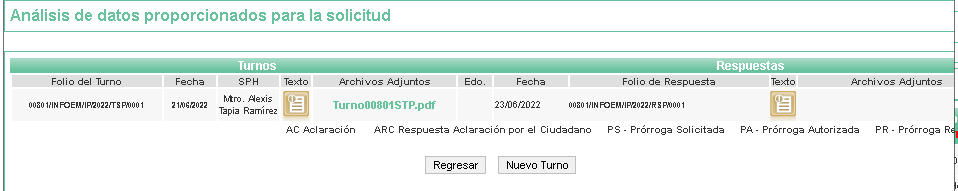 Análisis de datos proporcionados para la solicitud
Turnos Respuestas
Folio del Turno Fecha SPH Texto Archivos Adjuntos Edo. Fecha Folio de Respuesta Texto Archivos Adjuntos
00801/INFOEM/IP/2022/TSP/0001 21/06/2022 Mtro. Alexis Tapia Ramírez Turno00801STP.pdf 23/06/2022 00801/INFOEM/IP/2022/RSP/0001
AC Aclaración ARC Respuesta Aclaración por el Ciudadano PS - Prórroga Solicitada PA - Prórroga Autorizada PR - Prórroga Re
Regresar Nuevo Turno